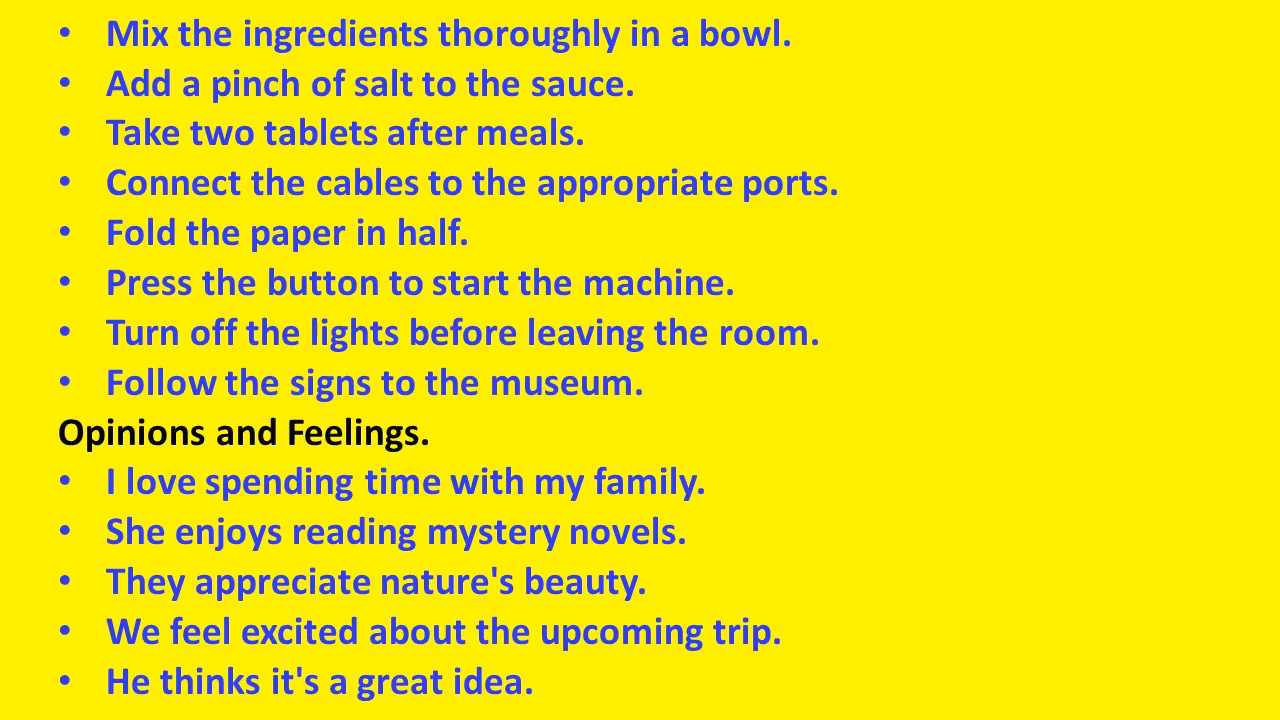 • Mix the ingredients thoroughly in a bowl.
• Add a pinch of salt to the sauce.
• Take two tablets after meals.
• Connect the cables to the appropriate ports.
• Fold the paper in half.
• Press the button to start the machine.
• Turn off the lights before leaving the room.
• Follow the signs to the museum.
Opinions and Feelings.
• I love spending time with my family.
• She enjoys reading mystery novels.
• They appreciate nature's beauty.
• We feel excited about the upcoming trip.
• He thinks it's a great idea.